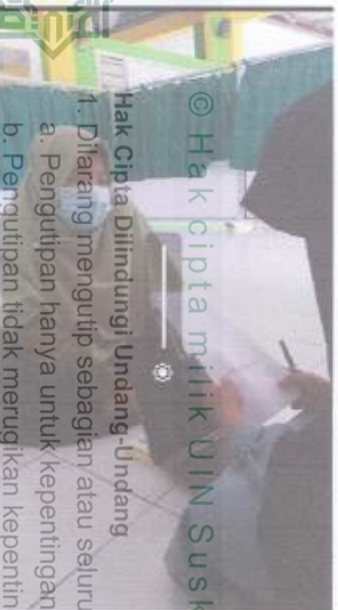 © Hak cipta milik UIN Susk
Hak Cipta Dilindungi Undang-Undang
1. Dilarang mengutip sebagian atau seluru
a. Pengutipan hanya untuk kepentingan
b. Pengutipan tidak merugikan kepentin